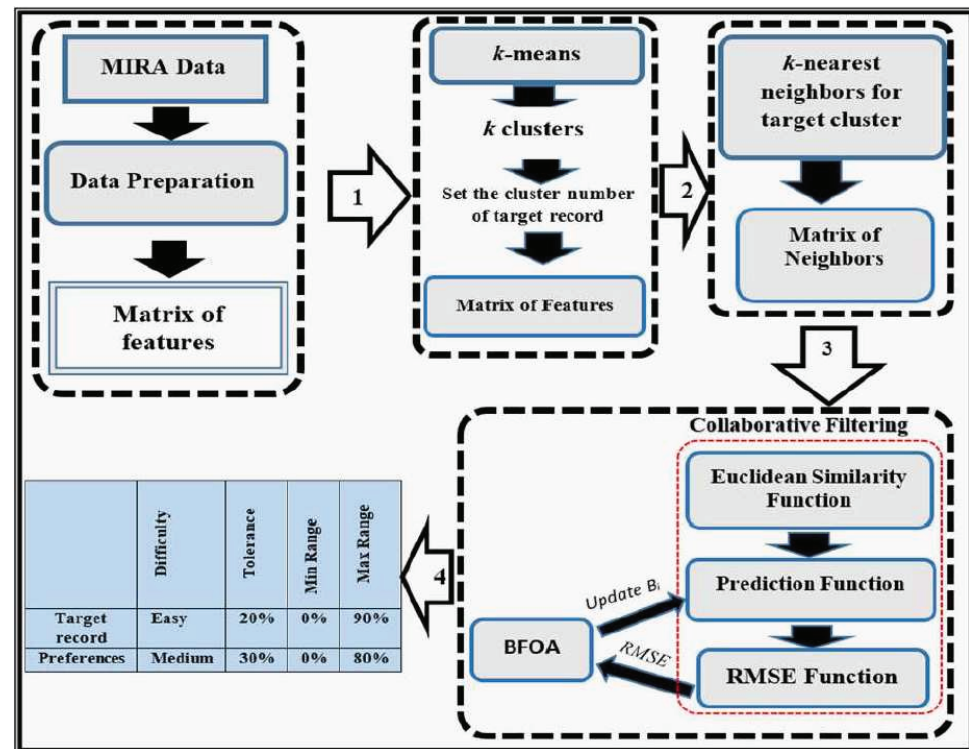 MIRA Data
Data Preparation
Matrix of
features
1
k-means
k clusters
Set the cluster number
of target record
Matrix of Features
2
k-nearest
neighbors for
target cluster
Matrix of
Neighbors
3
Collaborative Filtering
Euclidean Similarity
Function
Prediction Function
RMSE Function
Update Bᵢ
RMSE
BFOA
4
Difficulty Tolerance Min Range Max Range
Target
record Easy 20% 0% 90%
Preferences Medium 30% 0% 80%